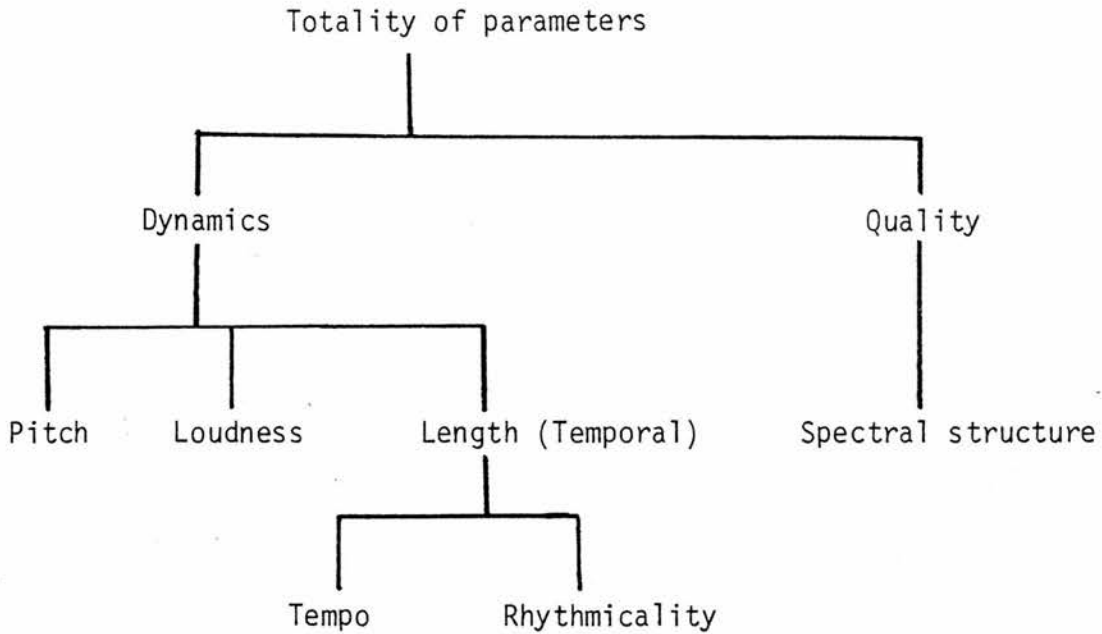 Totality of parameters
Dynamics Quality
Pitch Loudness Length (Temporal) Spectral structure
Tempo Rhythmicality